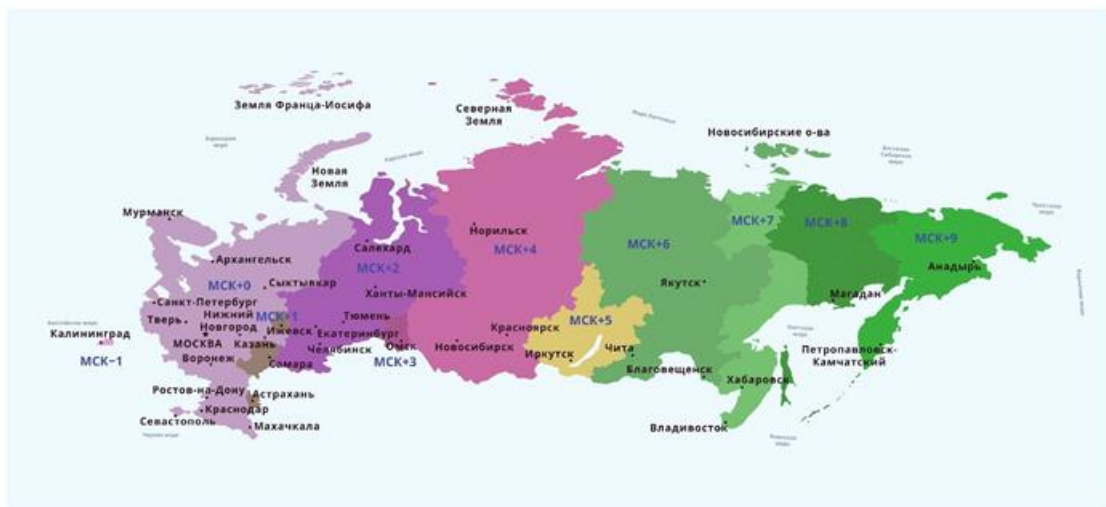 Земля Франца-Иосифа
Северная
Земля
Новосибирские о-ва
Новая
Земля
Мурманск
МСК+7
МСК+8
Норильск
МСК+9
Салехард
МСК+4
МСК+6
Архангельск
МСК+2
Анадырь
МСК+0
Сыктывкар
Якутск
Ханты-Мансийск
Магадан
Санкт-Петербург
Нижний
Новгород
МСК+1
Тюмень
МСК+5
Тверь
Калининград
Ижевск
Екатеринбург
Красноярск
МОСКВА
Казань
Челябинск
Омск
Новосибирск
Иркутск
Чита
Петропавловск-
Камчатский
МСК−1
Воронеж
Самара
МСК+3
Благовещенск
Хабаровск
Ростов-на-Дону
Астрахань
Краснодар
Севастополь
Махачкала
Владивосток